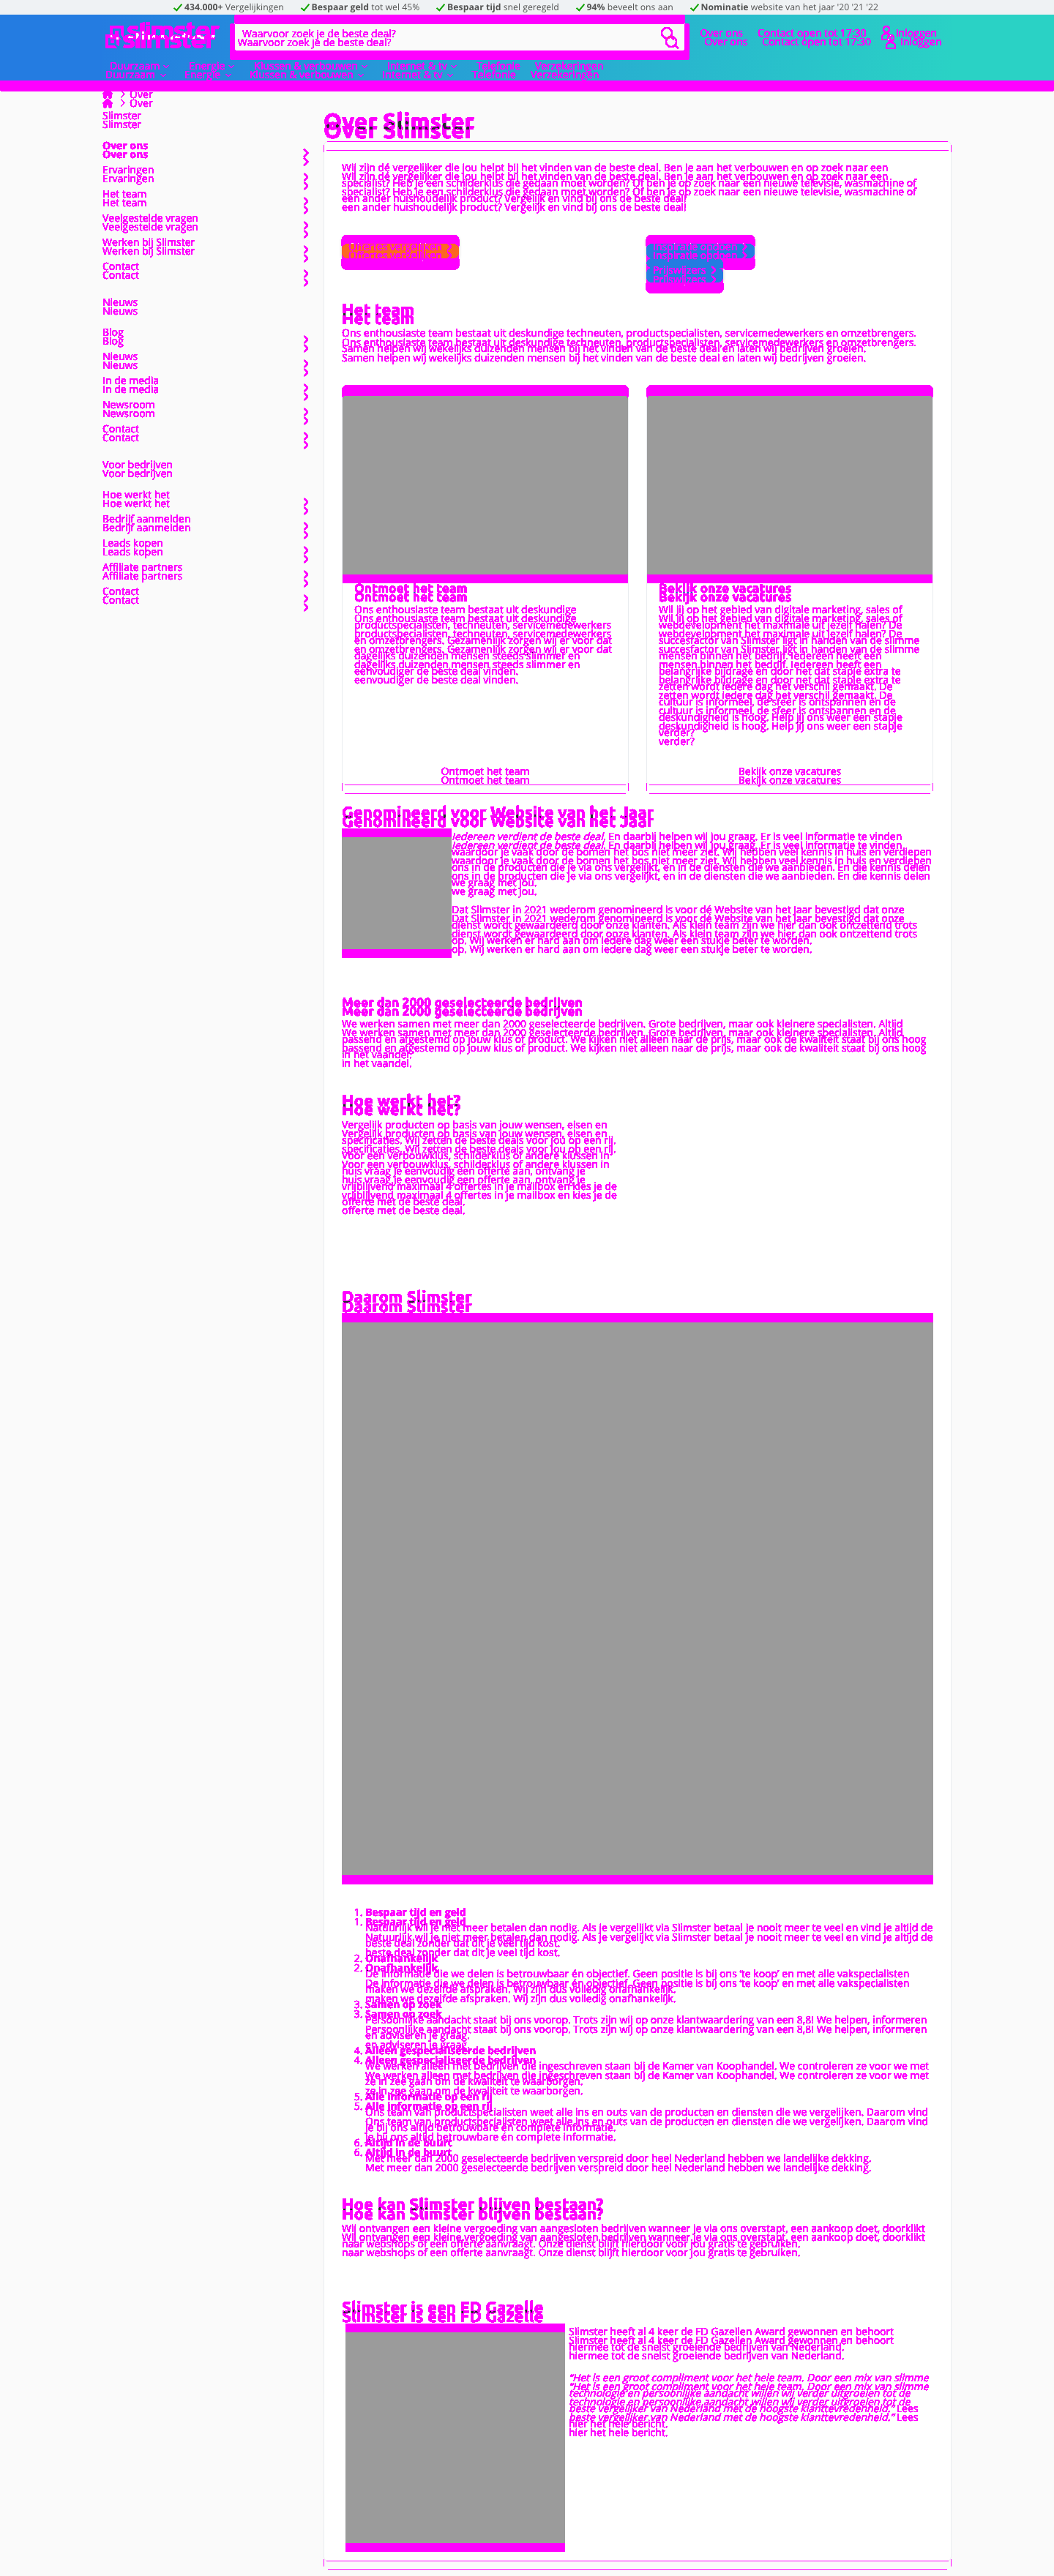 434.000+ Vergelijkingen Bespaar geld tot wel 45% Bespaar tijd snel geregeld 94% beveelt ons aan Nominatie website van het jaar '20 '21 '22
slimster
Waarvoor zoek je de beste deal?
Over ons Contact open tot 17:30 Inloggen
Duurzaam Energie Klussen & verbouwen Internet & tv Telefonie Verzekeringen
Over
Slimster
Over ons
Ervaringen
Het team
Veelgestelde vragen
Werken bij Slimster
Contact
Nieuws
Blog
Nieuws
In de media
Newsroom
Contact
Voor bedrijven
Hoe werkt het
Bedrijf aanmelden
Leads kopen
Affiliate partners
Contact
Over Slimster
Wij zijn dé vergelijker die jou helpt bij het vinden van de beste deal. Ben je aan het verbouwen en op zoek naar een
specialist? Heb je een schilderklus die gedaan moet worden? Of ben je op zoek naar een nieuwe televisie, wasmachine of
een ander huishoudelijk product? Vergelijk en vind bij ons de beste deal!
Offertes vergelijken
Het team
Ons enthousiaste team bestaat uit deskundige techneuten, productspecialisten, servicemedewerkers en omzetbrengers.
Samen helpen wij wekelijks duizenden mensen bij het vinden van de beste deal en laten wij bedrijven groeien.
Ontmoet het team
Ons enthousiaste team bestaat uit deskundige
productspecialisten, techneuten, servicemedewerkers
en omzetbrengers. Gezamenlijk zorgen wij er voor dat
dagelijks duizenden mensen steeds slimmer en
eenvoudiger de beste deal vinden.
Ontmoet het team
Bekijk onze vacatures
Wil jij op het gebied van digitale marketing, sales of
webdevelopment het maximale uit jezelf halen? De
succesfactor van Slimster ligt in handen van de slimme
mensen binnen het bedrijf. Iedereen heeft een
belangrijke bijdrage en door net dat stapje extra te
zetten wordt iedere dag het verschil gemaakt. De
cultuur is informeel, de sfeer is ontspannen en de
deskundigheid is hoog. Help jij ons weer een stapje
verder?
Bekijk onze vacatures
Genomineerd voor Website van het Jaar
Iedereen verdient de beste deal. En daarbij helpen wij jou graag. Er is veel informatie te vinden
waardoor je vaak door de bomen het bos niet meer ziet. Wij hebben veel kennis in huis en verdiepen
ons in de producten die je via ons vergelijkt, en in de diensten die we aanbieden. En die kennis delen
we graag met jou.
Dat Slimster in 2021 wederom genomineerd is voor dé Website van het Jaar bevestigd dat onze
dienst wordt gewaardeerd door onze klanten. Als klein team zijn we hier dan ook ontzettend trots
op. Wij werken er hard aan om iedere dag weer een stukje beter te worden.
Meer dan 2000 geselecteerde bedrijven
We werken samen met meer dan 2000 geselecteerde bedrijven. Grote bedrijven, maar ook kleinere specialisten. Altijd
passend en afgestemd op jouw klus of product. We kijken niet alleen naar de prijs, maar ook de kwaliteit staat bij ons hoog
in het vaandel.
Hoe werkt het?
Vergelijk producten op basis van jouw wensen, eisen en
specificaties. Wij zetten de beste deals voor jou op een rij.
Voor een verbouwklus, schilderklus of andere klussen in
huis vraag je eenvoudig een offerte aan, ontvang je
vrijblijvend maximaal 4 offertes in je mailbox en kies je de
offerte met de beste deal.
Daarom Slimster
1. Bespaar tijd en geld
Natuurlijk wil je niet meer betalen dan nodig. Als je vergelijkt via Slimster betaal je nooit meer te veel en vind je altijd de
beste deal zonder dat dit je veel tijd kost.
2. Onafhankelijk
De informatie die we delen is betrouwbaar én objectief. Geen positie is bij ons ‘te koop’ en met alle vakspecialisten
maken we dezelfde afspraken. Wij zijn dus volledig onafhankelijk.
3. Samen op zoek
Persoonlijke aandacht staat bij ons voorop. Trots zijn wij op onze klantwaardering van een 8,8! We helpen, informeren
en adviseren je graag.
4. Alleen gespecialiseerde bedrijven
We werken alleen met bedrijven die ingeschreven staan bij de Kamer van Koophandel. We controleren ze voor we met
ze in zee gaan om de kwaliteit te waarborgen.
5. Alle informatie op een rij
Ons team van productspecialisten weet alle ins en outs van de producten en diensten die we vergelijken. Daarom vind
je bij ons altijd betrouwbare én complete informatie.
6. Altijd in de buurt
Met meer dan 2000 geselecteerde bedrijven verspreid door heel Nederland hebben we landelijke dekking.
Hoe kan Slimster blijven bestaan?
Wij ontvangen een kleine vergoeding van aangesloten bedrijven wanneer je via ons overstapt, een aankoop doet, doorklikt
naar webshops of een offerte aanvraagt. Onze dienst blijft hierdoor voor jou gratis te gebruiken.
Slimster is een FD Gazelle
Slimster heeft al 4 keer de FD Gazellen Award gewonnen en behoort
hiermee tot de snelst groeiende bedrijven van Nederland.
“Het is een groot compliment voor het hele team. Door een mix van slimme
technologie en persoonlijke aandacht willen wij verder uitgroeien tot de
beste vergelijker van Nederland met de hoogste klanttevredenheid.” Lees
hier het hele bericht.